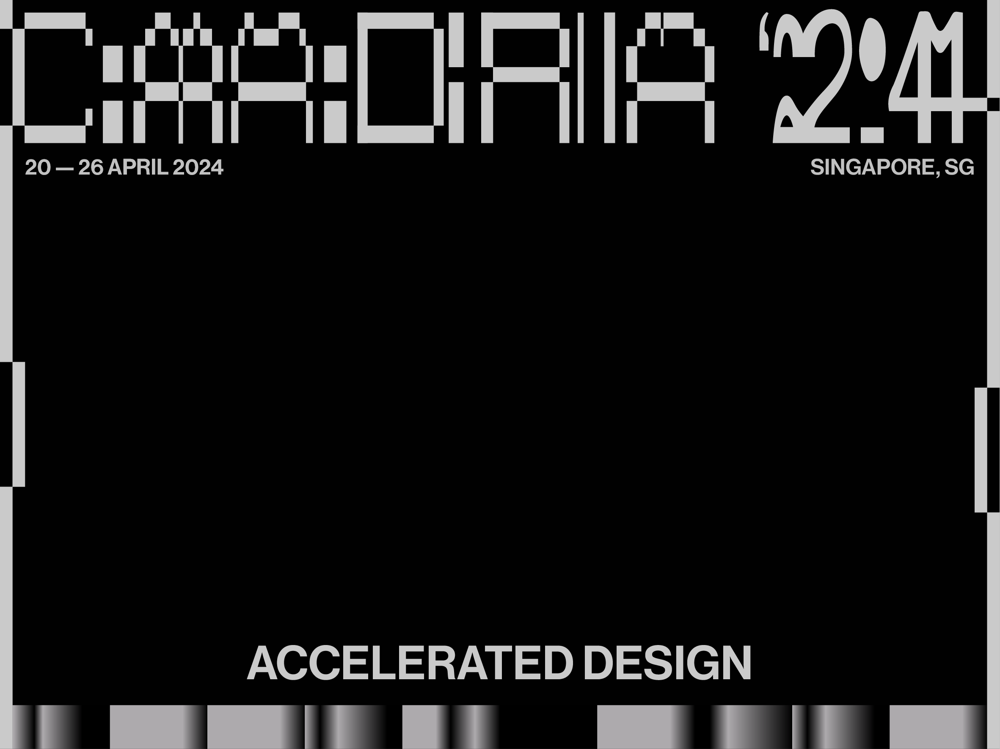 CAADRIA '24
20 — 26 APRIL 2024
SINGAPORE, SG
ACCELERATED DESIGN